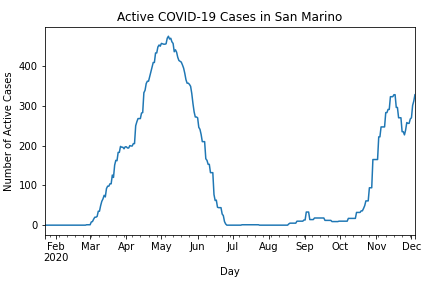 Active COVID-19 Cases in San Marino
Number of Active Cases
400
300
200
100
0
Feb Mar Apr May Jun Jul Aug Sep Oct Nov Dec
2020
Day